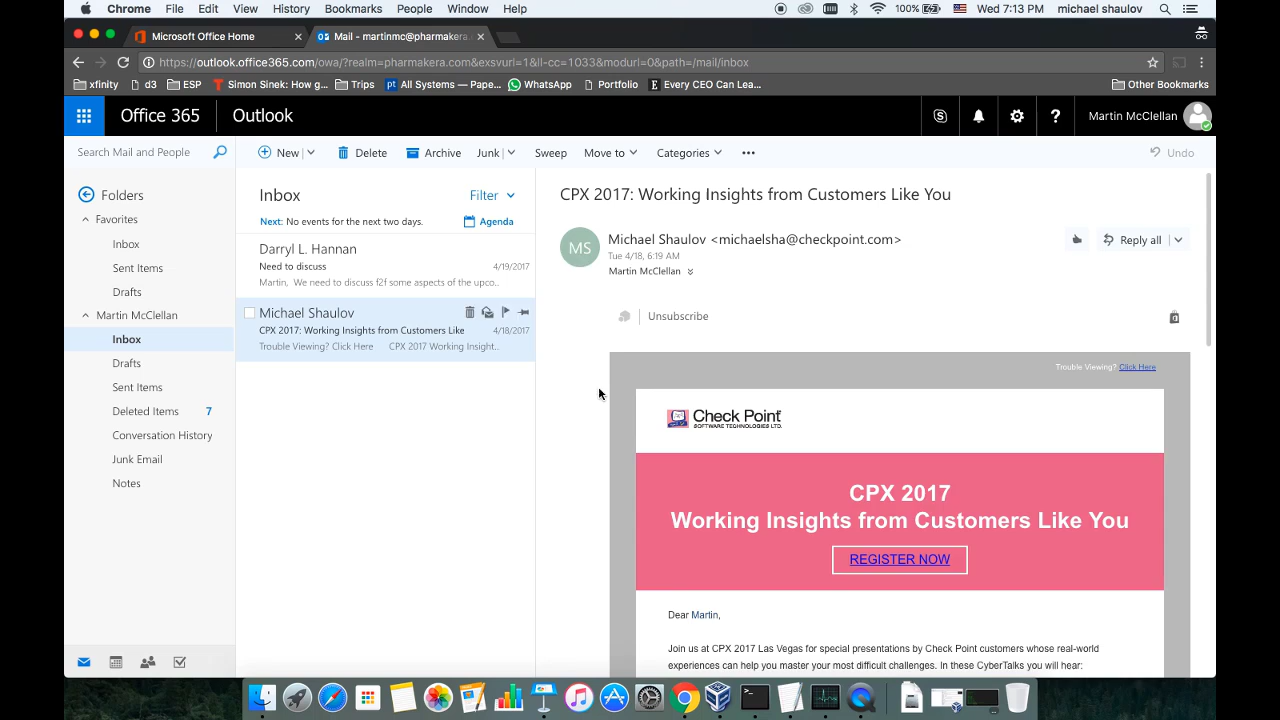 Chrome File Edit View History Bookmarks People Window Help 100% Wed 7:13 PM michael shaulov
Microsoft Office Home × Mail - martinmc@pharmakera. ×
https://outlook.office365.com/owa/?realm=pharmakera.com&exsvurl=1&ll-cc=1033&modurl=0&path=/mail/inbox
xfinity d3 ESP Simon Sinek: How g... Trips pt All Systems — Pape... WhatsApp Portfolio E Every CEO Can Lea... Other Bookmarks
Office 365 Outlook ? Martin McClellan
Search Mail and People New Delete Archive Junk Sweep Move to Categories ••• Undo
Folders
Favorites
Inbox
Sent Items
Drafts
Martin McClellan
Inbox
Drafts
Sent Items
Deleted Items 7
Conversation History
Junk Email
Notes
Inbox Filter
Next: No events for the next two days. Agenda
Darryl L. Hannan
Need to discuss 4/19/2017
Martin, We need to discuss f2f some aspects of the upco..
Michael Shaulov
CPX 2017: Working Insights from Customers Like 4/18/2017
Trouble Viewing? Click Here CPX 2017 Working Insight..
CPX 2017: Working Insights from Customers Like You
MS
Michael Shaulov <michaelsha@checkpoint.com>
Reply all
Tue 4/18, 6:19 AM
Martin McClellan
Unsubscribe
Trouble Viewing? Click Here
Check Point
SOFTWARE TECHNOLOGIES LTD.
CPX 2017
Working Insights from Customers Like You
REGISTER NOW
Dear Martin,
Join us at CPX 2017 Las Vegas for special presentations by Check Point customers whose real-world
experiences can help you master your most difficult challenges. In these CyberTalks you will hear: